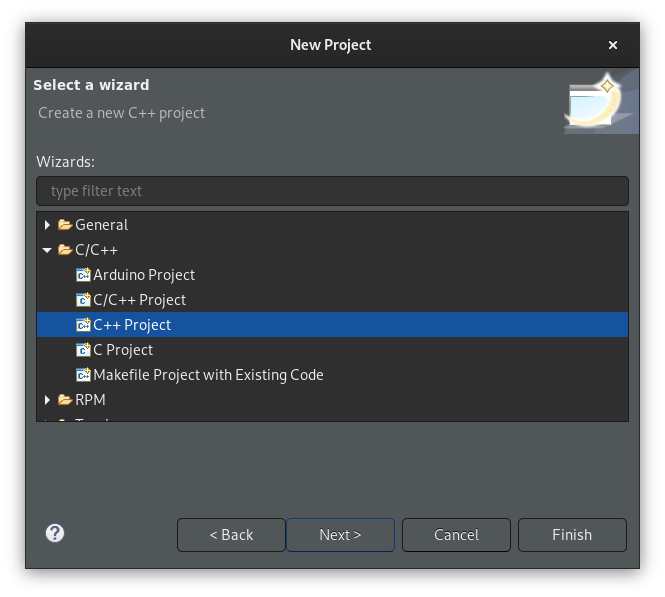 New Project
Select a wizard
Create a new C++ project
Wizards:
type filter text
General
C/C++
Arduino Project
C/C++ Project
C++ Project
C Project
Makefile Project with Existing Code
RPM
< Back
Next >
Cancel
Finish